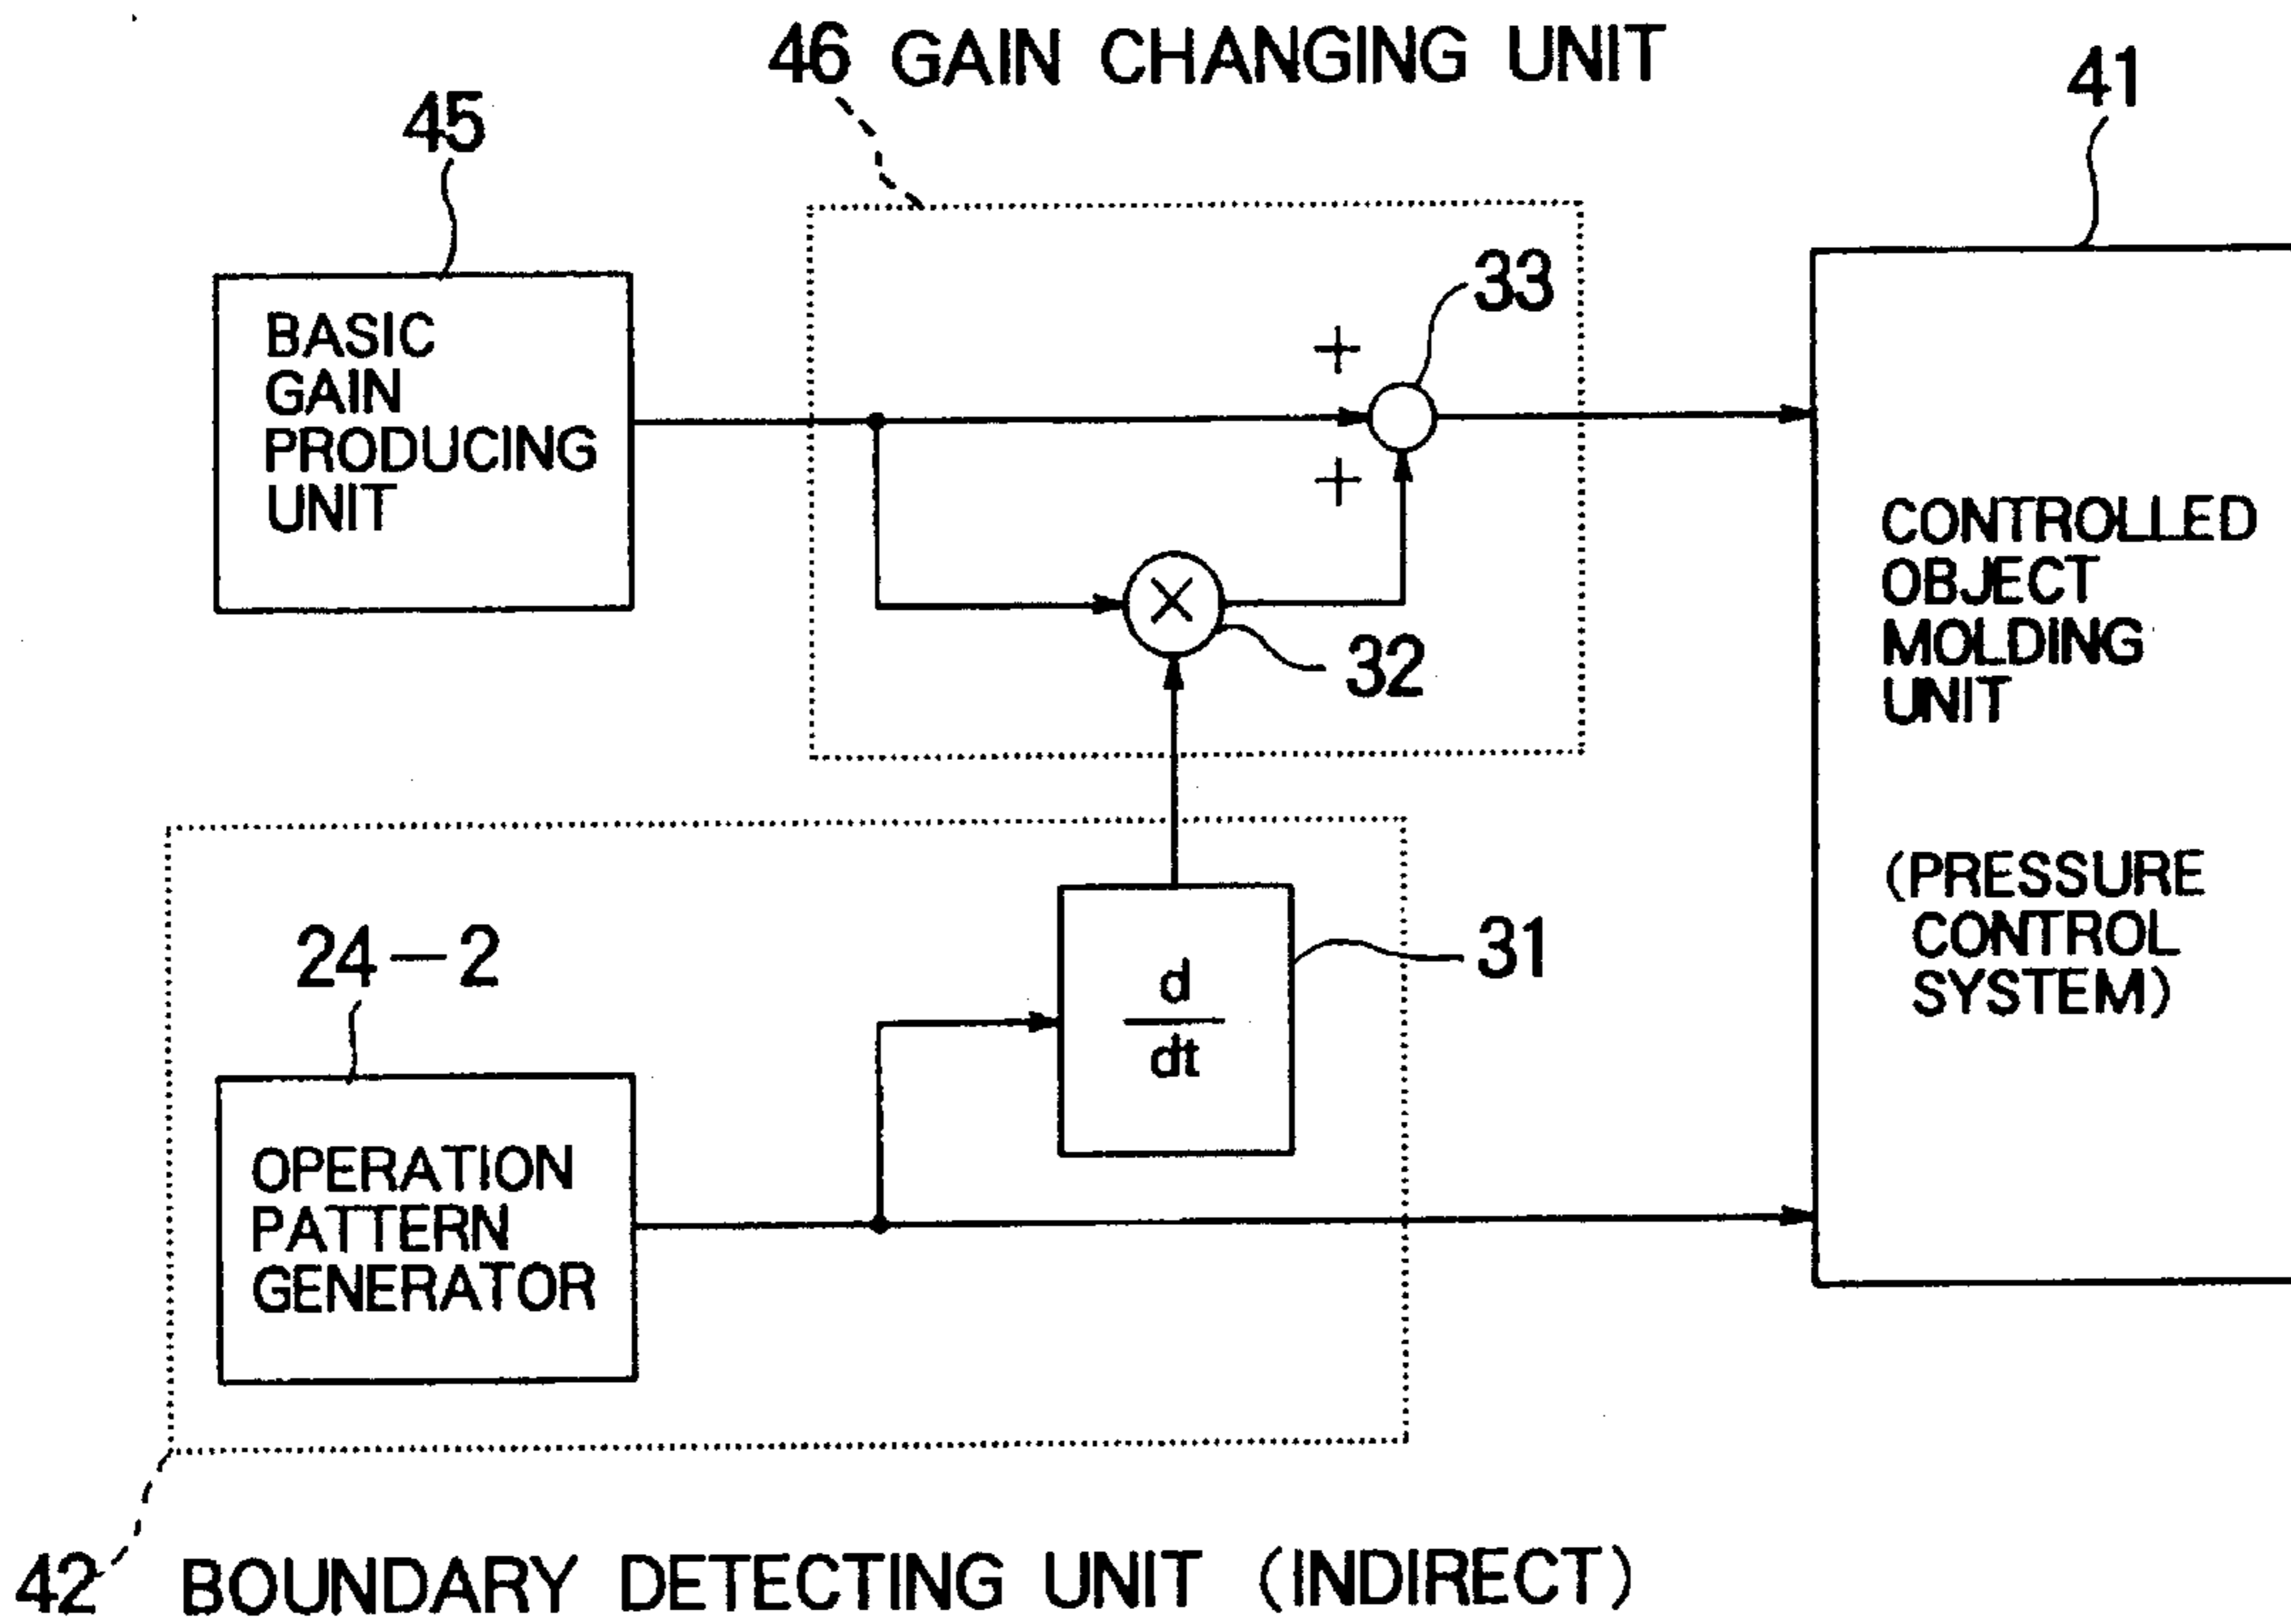 46 GAIN CHANGING UNIT
41
45
33
+
BASIC
GAIN
PRODUCING
UNIT
+
CONTROLLED
OBJECT
MOLDING
UNIT
×
32
(PRESSURE
CONTROL
SYSTEM)
24-2
31
d
dt
OPERATION
PATTERN
GENERATOR
42 BOUNDARY DETECTING UNIT (INDIRECT)